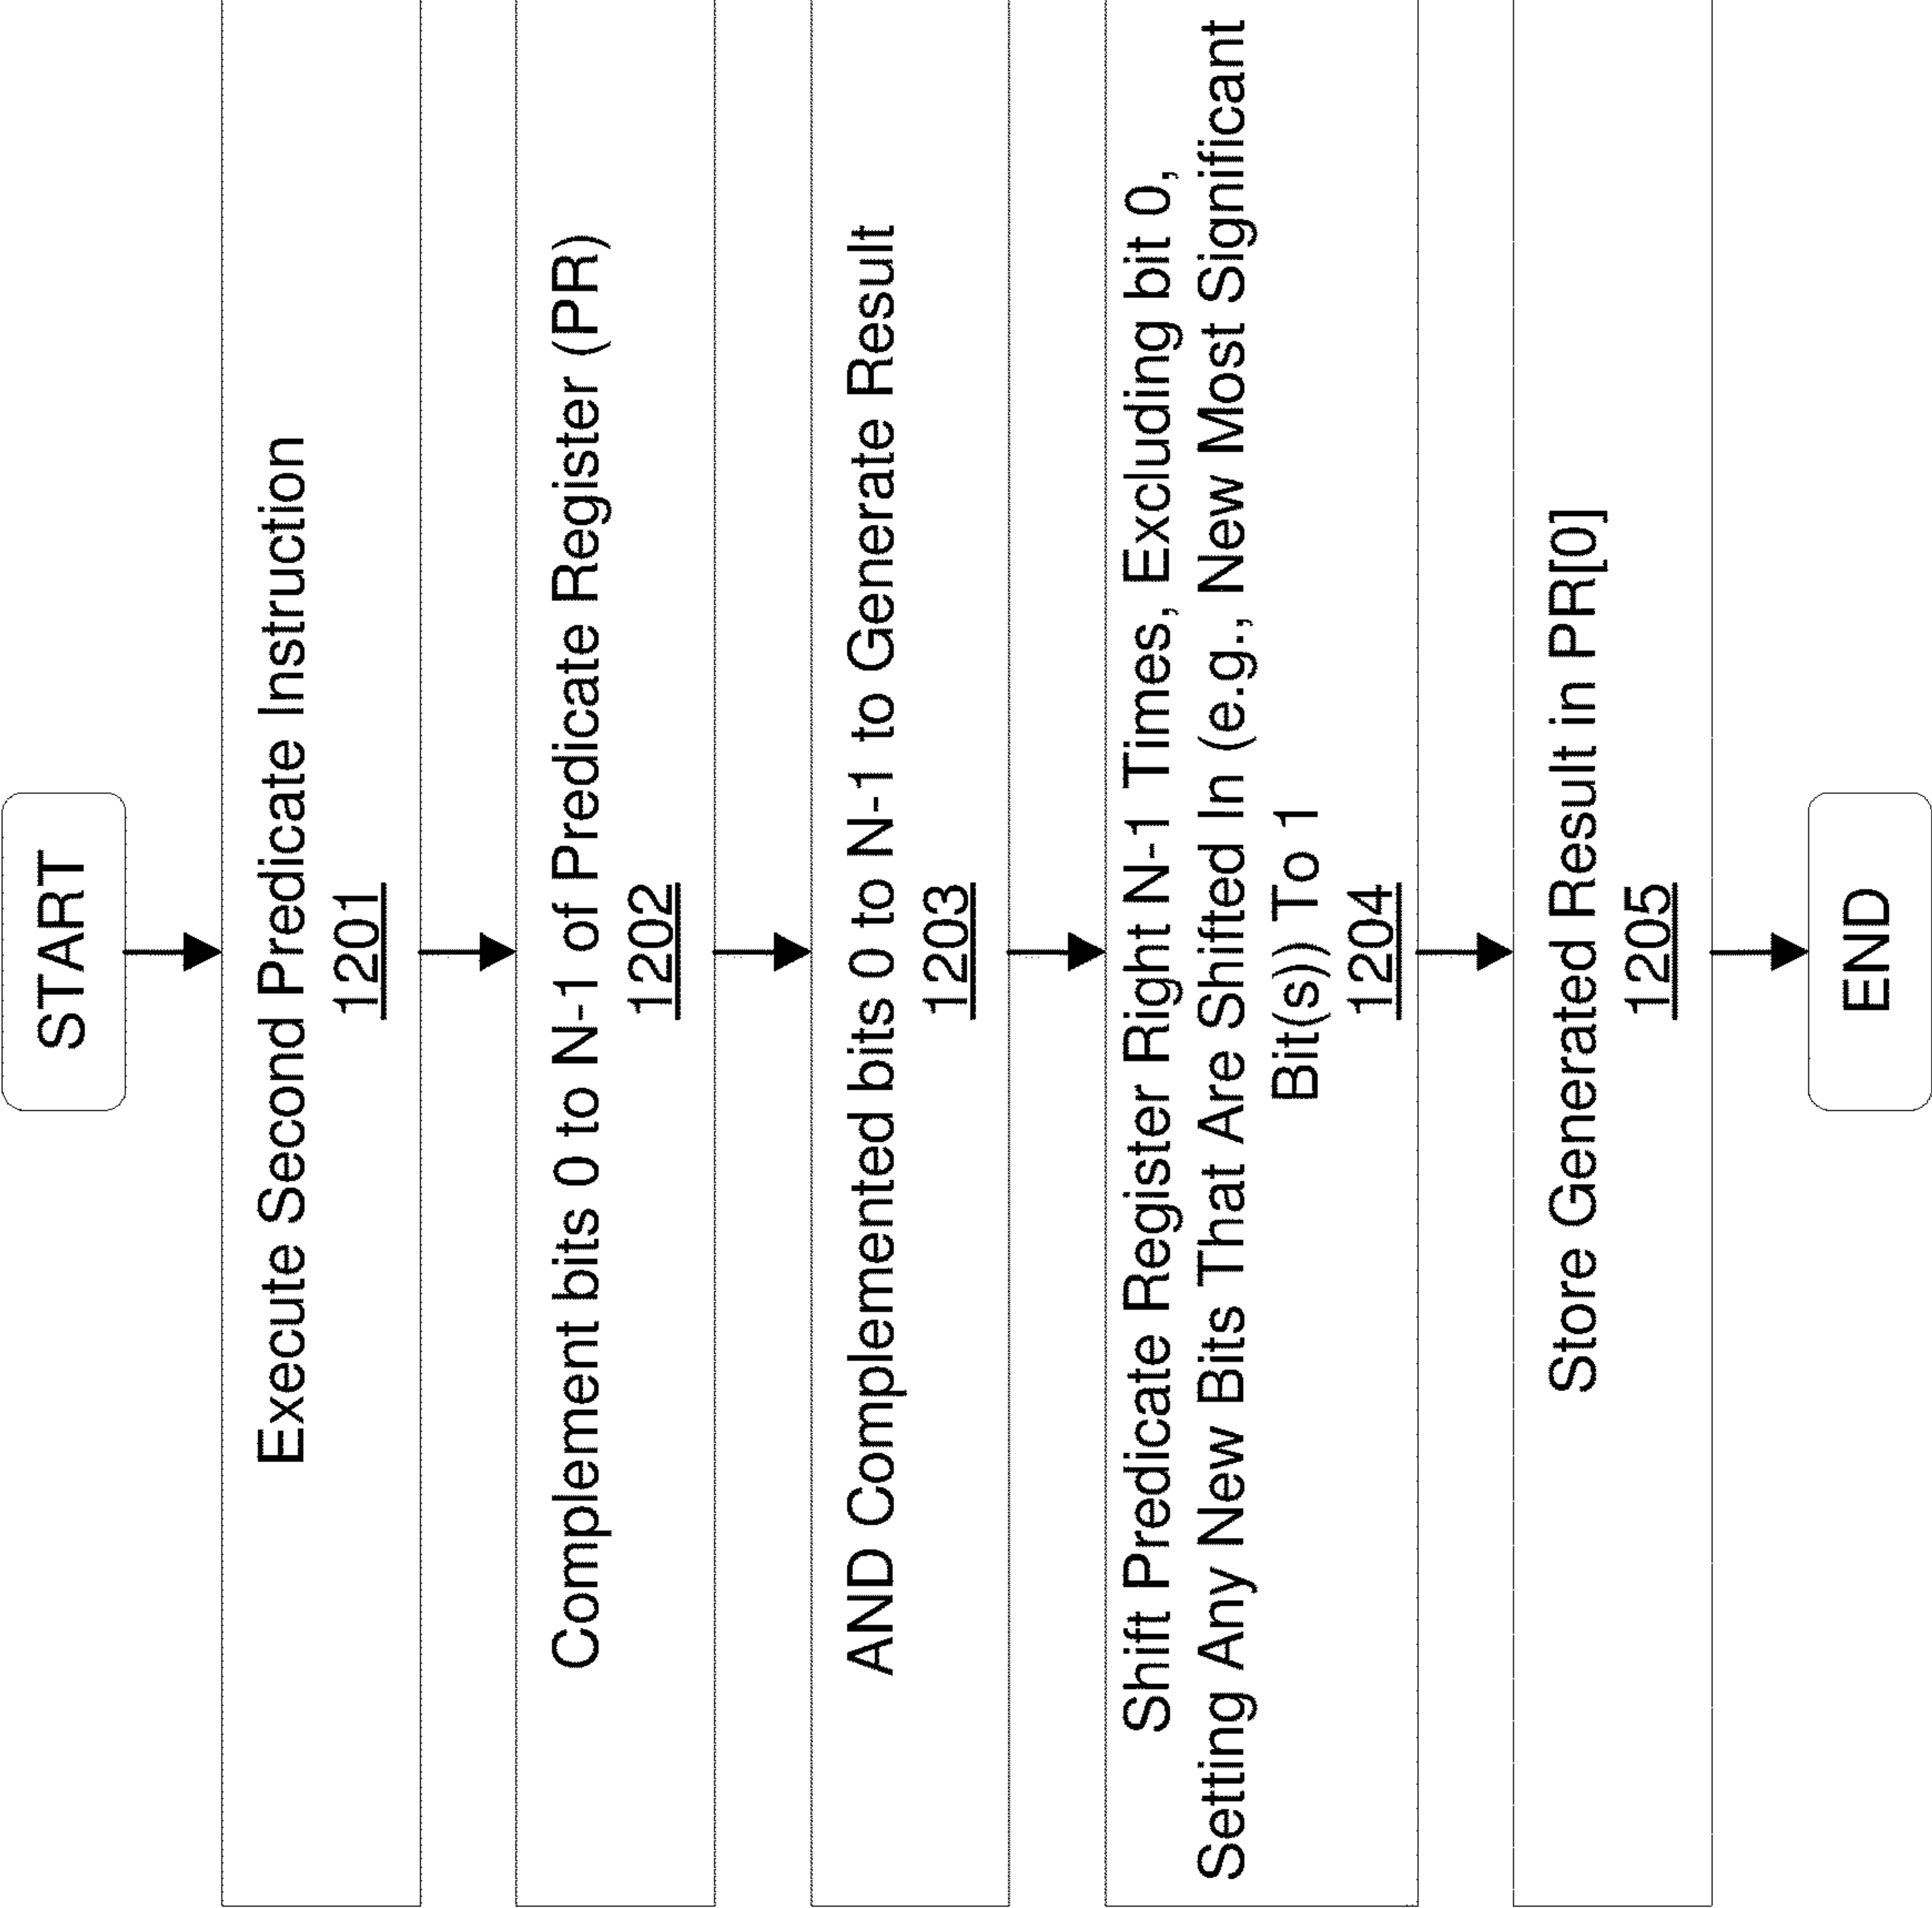 START
Execute Second Predicate Instruction
1201
Complement bits 0 to N-1 of Predicate Register (PR)
1202
AND Complemented bits 0 to N-1 to Generate Result
1203
Shift Predicate Register Right N-1 Times, Excluding bit 0,
Setting Any New Bits That Are Shifted In (e.g., New Most Significant
Bit(s)) To 1
1204
Store Generated Result in PR[0]
1205
END